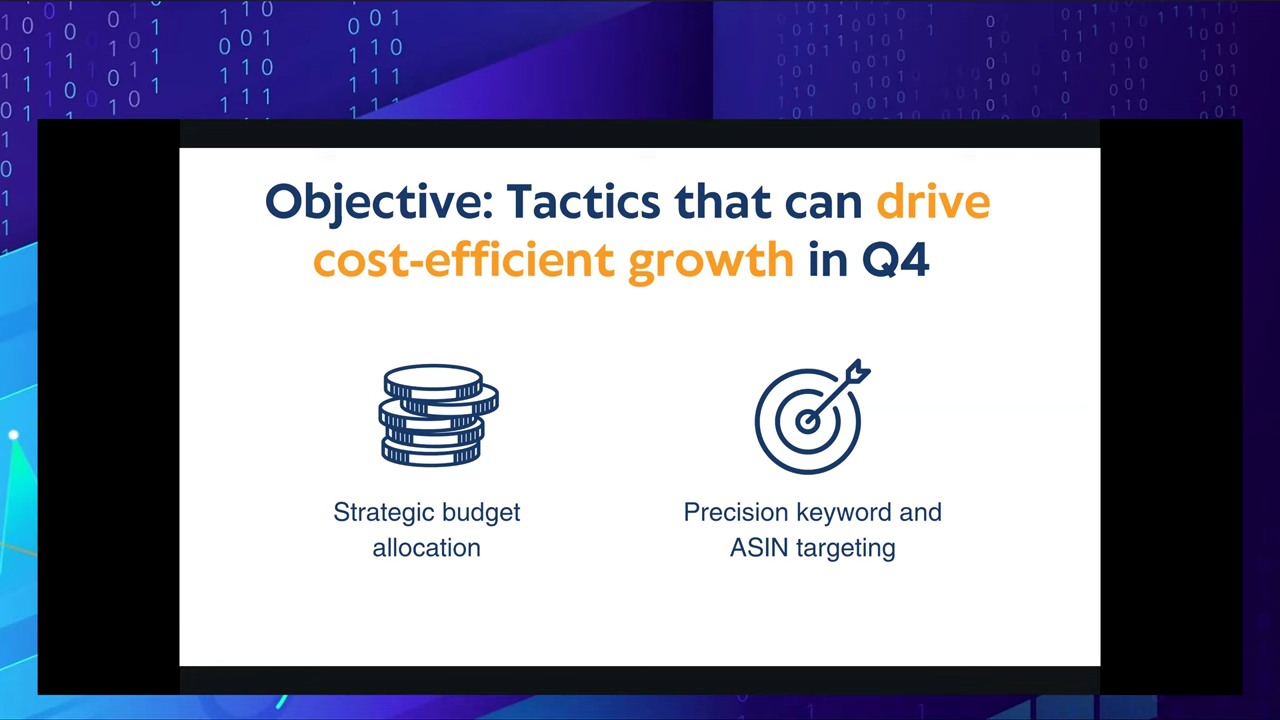 Objective: Tactics that can drive
cost-efficient growth in Q4
Strategic budget
allocation
Precision keyword and
ASIN targeting